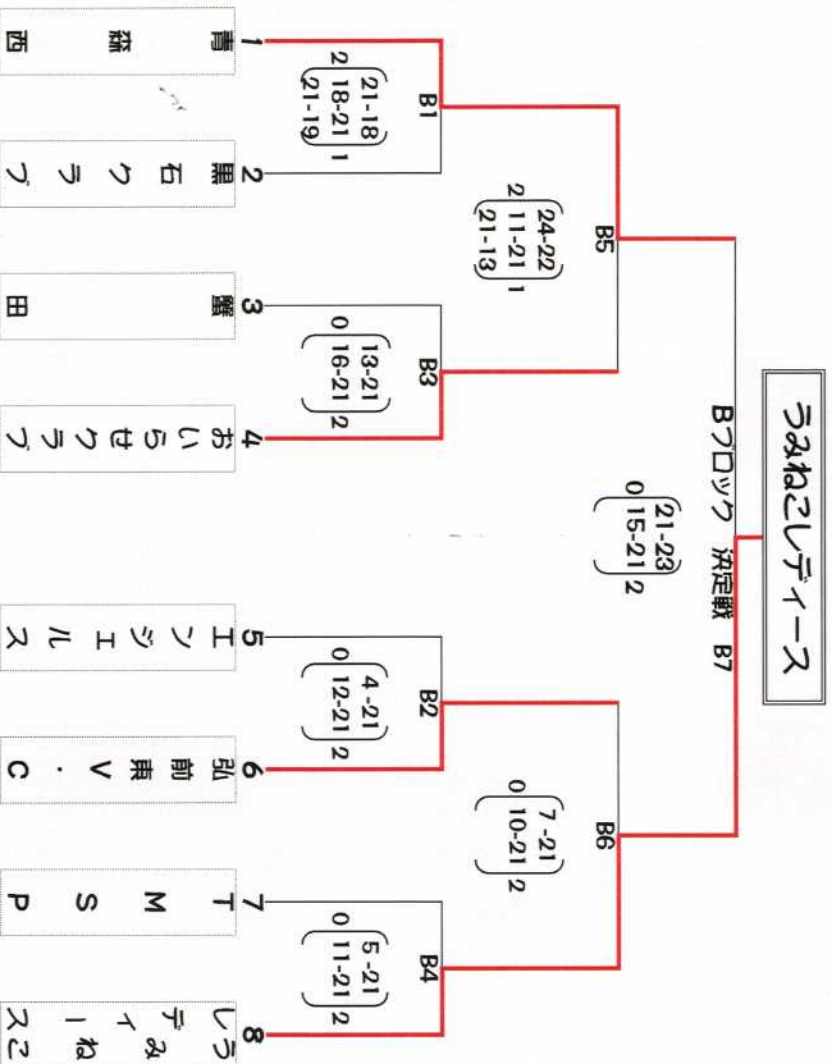 うみねこレディース
Bブロック 決定戦 B7
21-23
0 15-21 2
B5
24-22
2 11-21 1
21-13
B6
7 -21
0 10-21 2
B1
21-18
2 18-21 1
21-19
B3
13-21
0 16-21 2
B2
4 -21
0 12-21 2
B4
5 -21
0 11-21 2
1
青森西
2
黒石クラブ
3
蟹田
4
おいらせクラブ
5
エンジェルス
6
弘前東V・C
7
TMSP
8
うみねこ
レディース